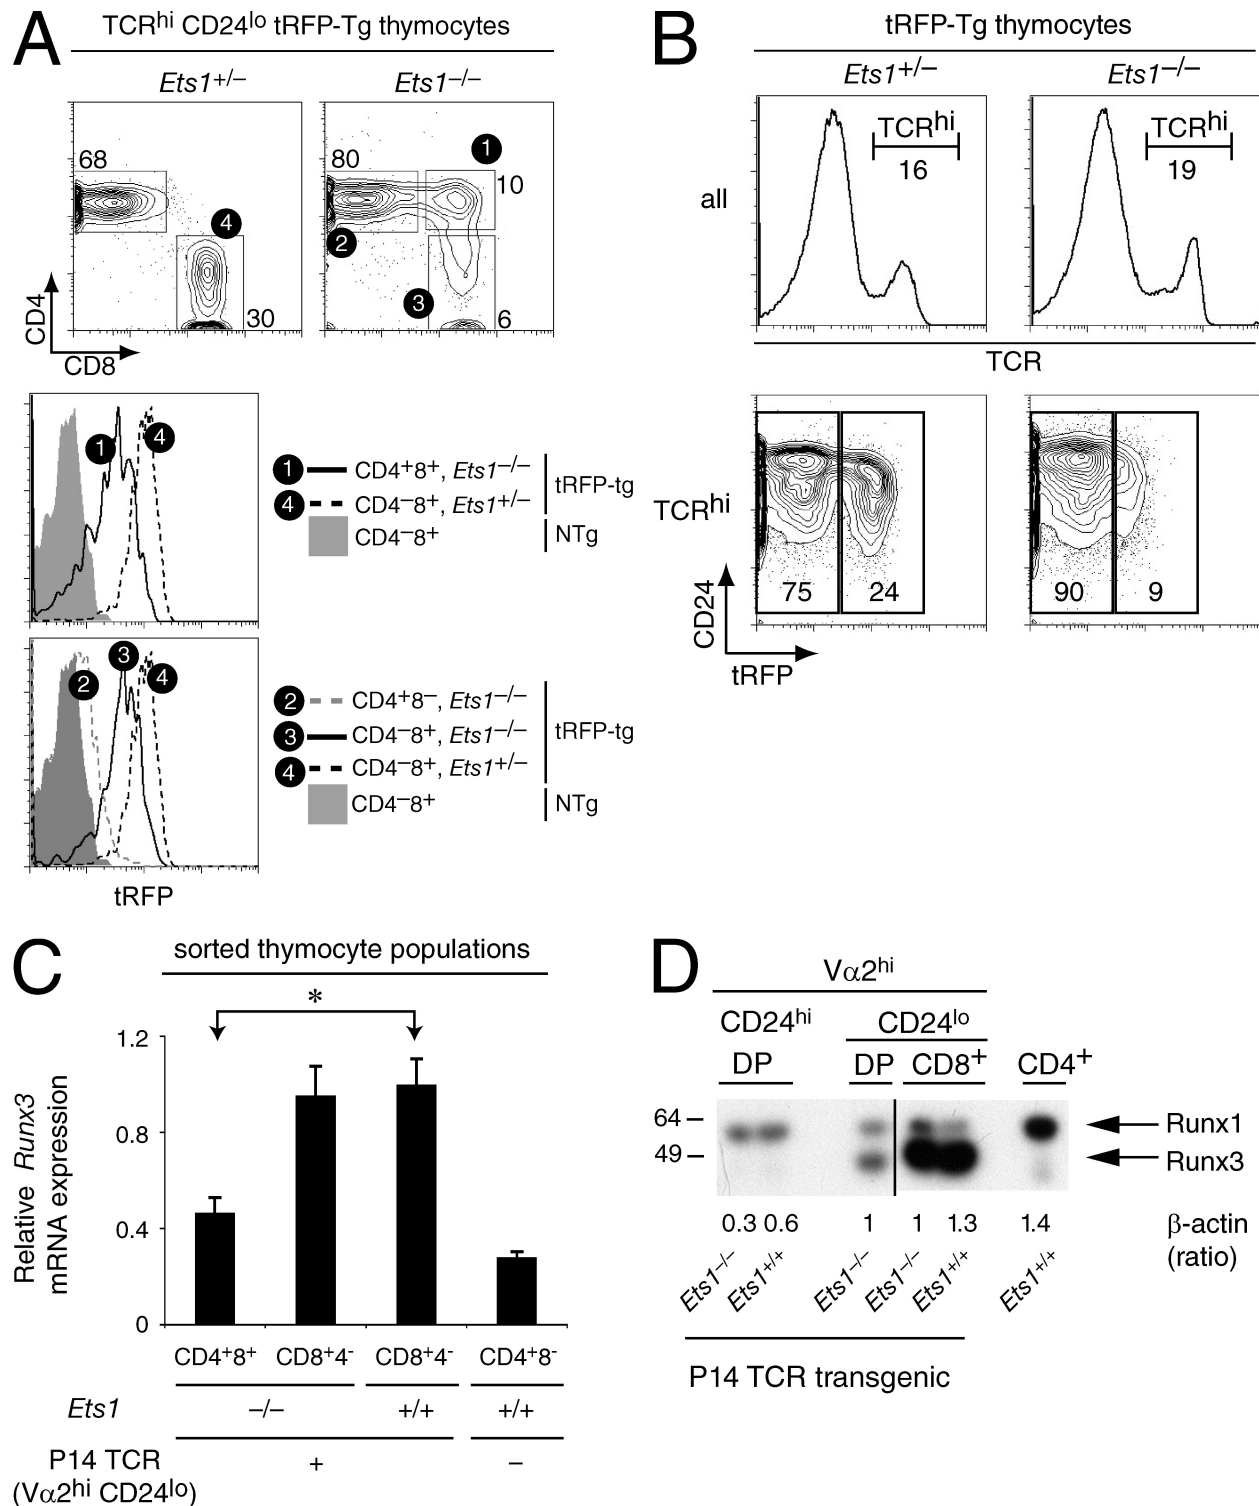 A
TCRhi CD24lo tRFP-Tg thymocytes
Ets1+/– Ets1–/–
68
4
30
80
1
10
2
3
6
CD4
CD8
1
4
1 CD4+8+, Ets1–/–
4 CD4–8+, Ets1+/–
tRFP-tg
CD4–8+
NTg
2
3
4
2 CD4+8–, Ets1–/–
3 CD4–8+, Ets1–/–
4 CD4–8+, Ets1+/–
tRFP-tg
CD4–8+
NTg
tRFP
B
tRFP-Tg thymocytes
Ets1+/– Ets1–/–
all
TCRhi
16
TCRhi
19
TCR
TCRhi
75 24
90 9
CD24
tRFP
C
sorted thymocyte populations
*
Relative Runx3
mRNA expression
1.2
0.8
0.4
0
CD4+8+ CD8+4- CD8+4- CD4+8-
Ets1 –/– +/+ +/+
P14 TCR + –
(Vα2hi CD24lo)
D
Vα2hi
CD24hi CD24lo
DP DP CD8+ CD4+
64
49
Runx1
Runx3
0.3 0.6 1 1 1.3 1.4 β-actin
(ratio)
Ets1–/– Ets1+/+ Ets1–/– Ets1–/– Ets1+/+ Ets1+/+
P14 TCR transgenic